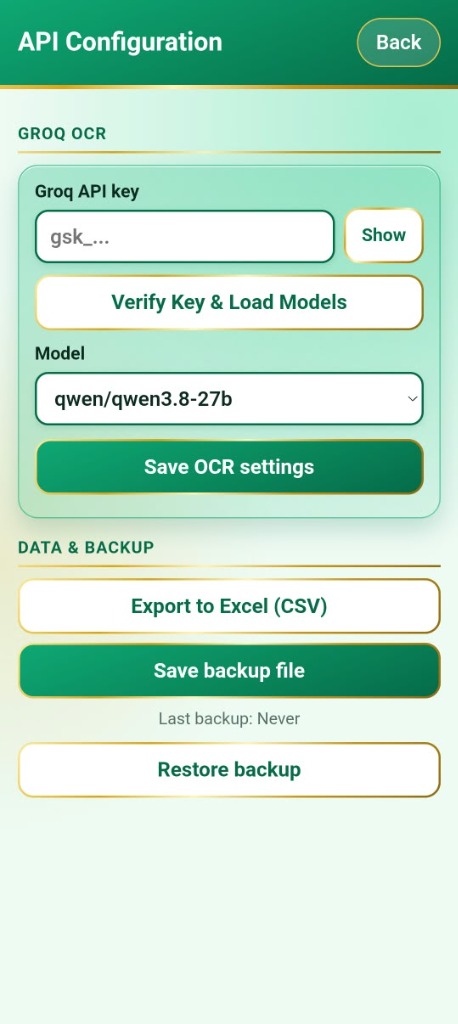 API Configuration
Back
GROQ OCR
Groq API key
gsk_...
Show
Verify Key & Load Models
Model
qwen/qwen3.8-27b
Save OCR settings
DATA & BACKUP
Export to Excel (CSV)
Save backup file
Last backup: Never
Restore backup